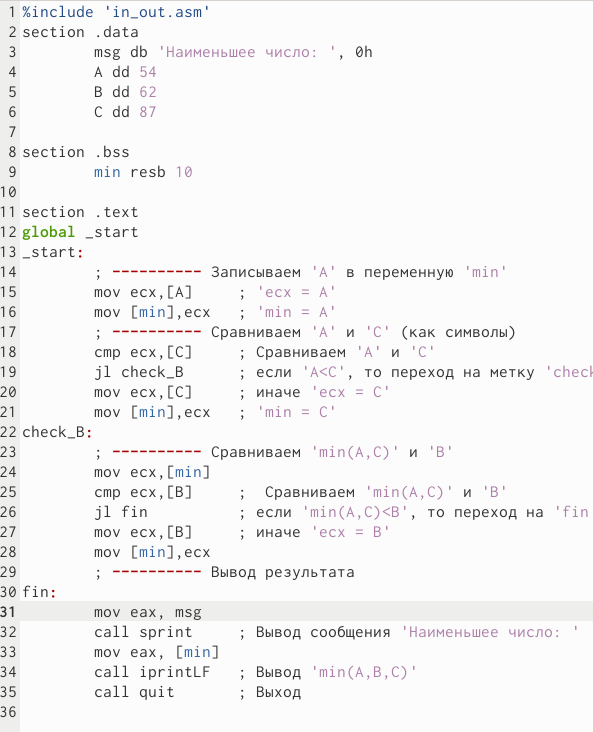 1 %include 'in_out.asm'
2 section .data
3 msg db 'Наименьшее число: ', 0h
4 A dd 54
5 B dd 62
6 C dd 87
7
8 section .bss
9 min resb 10
10
11 section .text
12 global _start
13 _start:
14 ; ---------- Записываем 'A' в переменную 'min'
15 mov ecx,[A] ; 'ecx = A'
16 mov [min],ecx ; 'min = A'
17 ; ---------- Сравниваем 'A' и 'C' (как символы)
18 cmp ecx,[C] ; Сравниваем 'A' и 'C'
19 jl check_B ; если 'A<C', то переход на метку 'check
20 mov ecx,[C] ; иначе 'ecx = C'
21 mov [min],ecx ; 'min = C'
22 check_B:
23 ; ---------- Сравниваем 'min(A,C)' и 'B'
24 mov ecx,[min]
25 cmp ecx,[B] ; Сравниваем 'min(A,C)' и 'B'
26 jl fin ; если 'min(A,C)<B', то переход на 'fin
27 mov ecx,[B] ; иначе 'ecx = B'
28 mov [min],ecx
29 ; ---------- Вывод результата
30 fin:
31 mov eax, msg
32 call sprint ; Вывод сообщения 'Наименьшее число: '
33 mov eax, [min]
34 call iprintLF ; Вывод 'min(A,B,C)'
35 call quit ; Выход
36